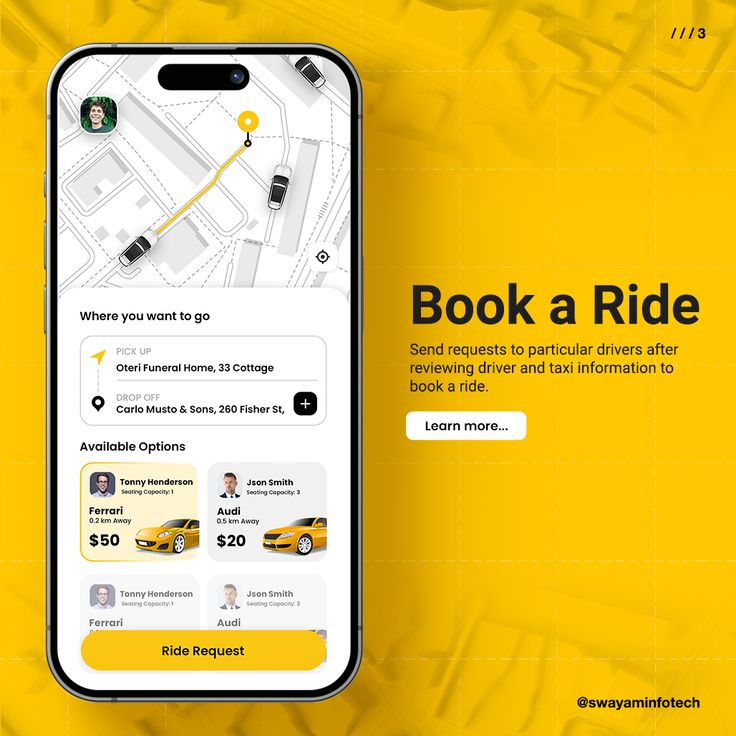 / / / 3
Where you want to go
PICK UP
Oteri Funeral Home, 33 Cottage
DROP OFF
Carlo Musto & Sons, 260 Fisher St,
Available Options
Tonny Henderson
Seating Capacity: 1
Ferrari
0.2 km Away
$50
Json Smith
Seating Capacity: 3
Audi
0.5 km Away
$20
Tonny Henderson
Seating Capacity: 1
Ferrari
Json Smith
Seating Capacity: 3
Audi
Ride Request
Book a Ride
Send requests to particular drivers after
reviewing driver and taxi information to
book a ride.
Learn more...
@swayaminfotech